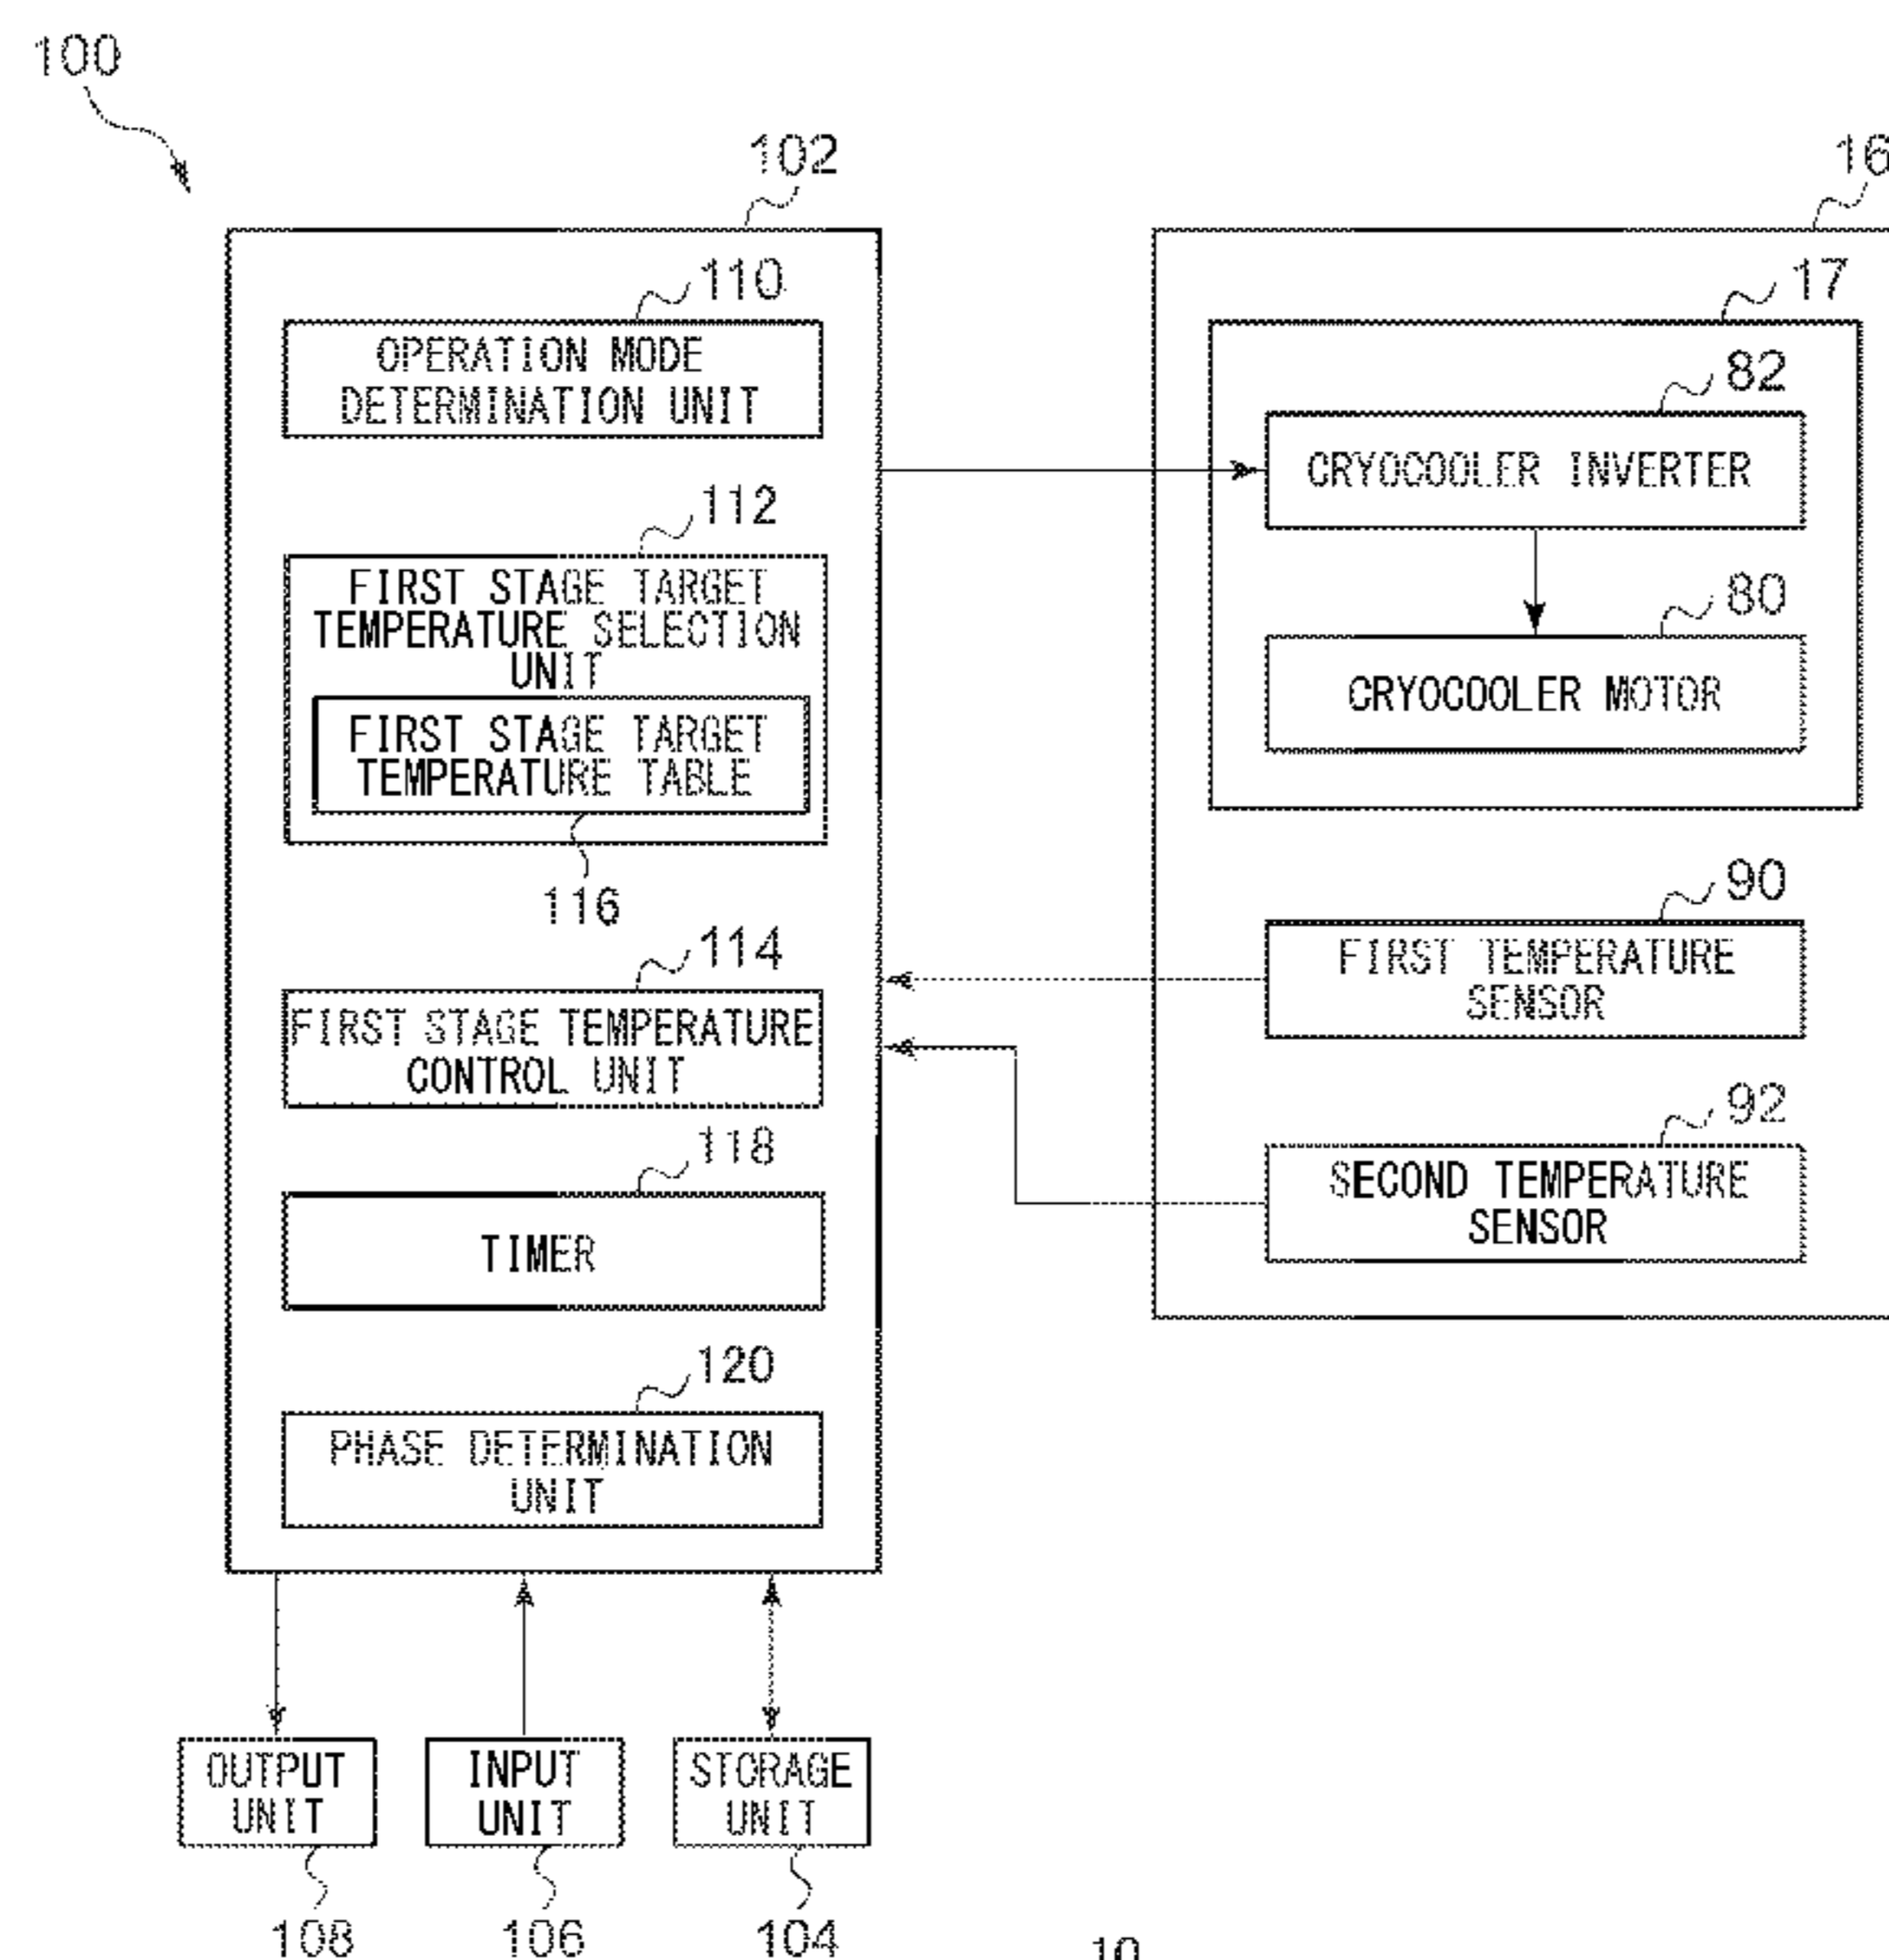 100
102
16
110
17
OPERATION MODE
DETERMINATION UNIT
82
CRYOCOOLER INVERTER
112
FIRST STAGE TARGET
TEMPERATURE SELECTION
UNIT
80
CRYOCOOLER MOTOR
FIRST STAGE TARGET
TEMPERATURE TABLE
116
90
FIRST TEMPERATURE
SENSOR
114
FIRST STAGE TEMPERATURE
CONTROL UNIT
92
SECOND TEMPERATURE
SENSOR
118
TIMER
120
PHASE DETERMINATION
UNIT
OUTPUT
UNIT
INPUT
UNIT
STORAGE
UNIT
108
106
104
10